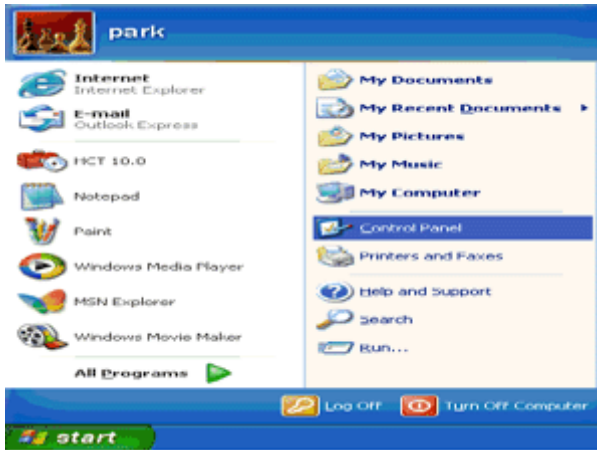 park
Internet
Internet Explorer
E-mail
Outlook Express
HCT 10.0
Notepad
Paint
Windows Media Player
MSN Explorer
Windows Movie Maker
All Programs
My Documents
My Recent Documents
My Pictures
My Music
My Computer
Control Panel
Printers and Faxes
Help and Support
Search
Run...
Log Off
Turn Off Computer
start